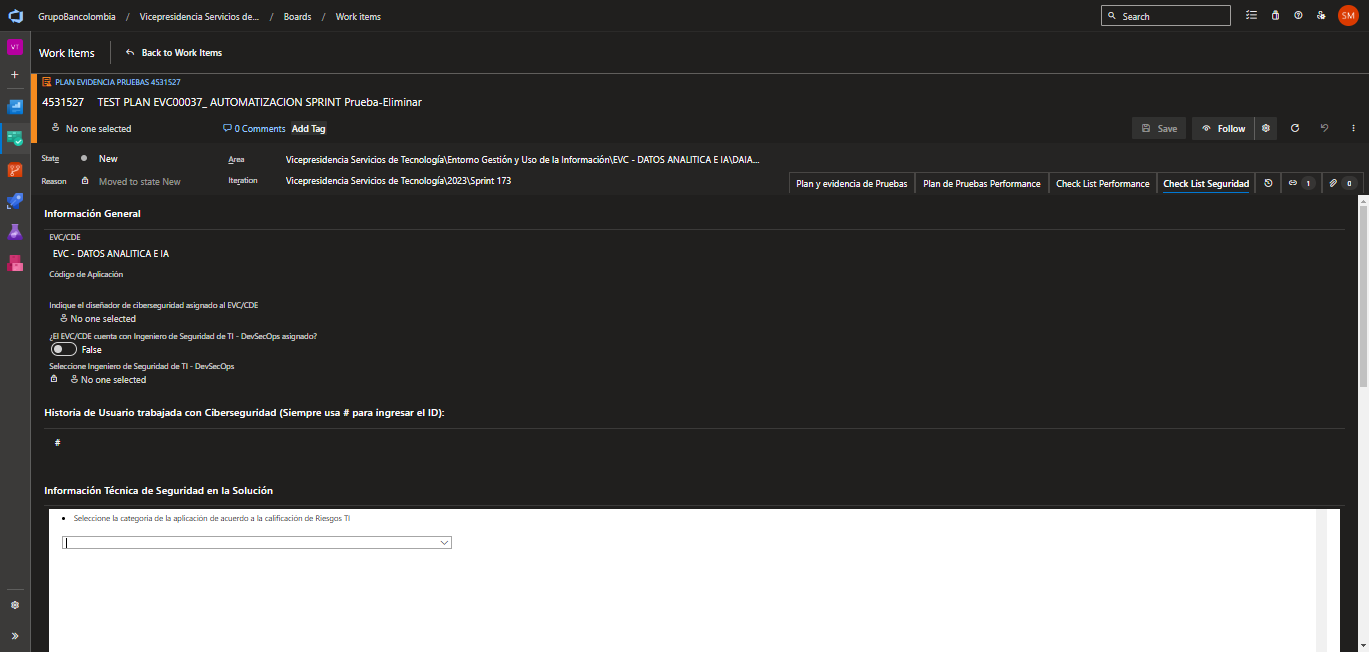 GrupoBancolombia / Vicepresidencia Servicios de... / Boards / Work items
Search
SM
VT
Work Items
Back to Work Items
PLAN EVIDENCIA PRUEBAS 4531527
4531527 TEST PLAN EVC00037_ AUTOMATIZACION SPRINT Prueba-Eliminar
No one selected
0 Comments
Add Tag
Save
Follow
State
New
Area
Vicepresidencia Servicios de Tecnología\Entorno Gestión y Uso de la Información\EVC - DATOS ANALITICA E IA\DAIA...
Reason
Moved to state New
Iteration
Vicepresidencia Servicios de Tecnología\2023\Sprint 173
Plan y evidencia de Pruebas
Plan de Pruebas Performance
Check List Performance
Check List Seguridad
1
0
Información General
EVC/CDE
EVC - DATOS ANALITICA E IA
Código de Aplicación
Indique el diseñador de ciberseguridad asignado al EVC/CDE
No one selected
¿El EVC/CDE cuenta con Ingeniero de Seguridad de TI - DevSecOps asignado?
False
Seleccione Ingeniero de Seguridad de TI - DevSecOps
No one selected
Historia de Usuario trabajada con Ciberseguridad (Siempre usa # para ingresar el ID):
#
Información Técnica de Seguridad en la Solución
• Seleccione la categoria de la aplicación de acuerdo a la calificación de Riesgos TI